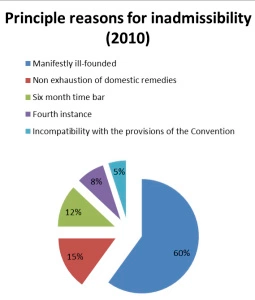 Principle reasons for inadmissibility
(2010)
Manifestly ill-founded
Non exhaustion of domestic remedies
Six month time bar
Fourth instance
Incompatibility with the provisions of the Convention
5%
8%
12%
15%
60%